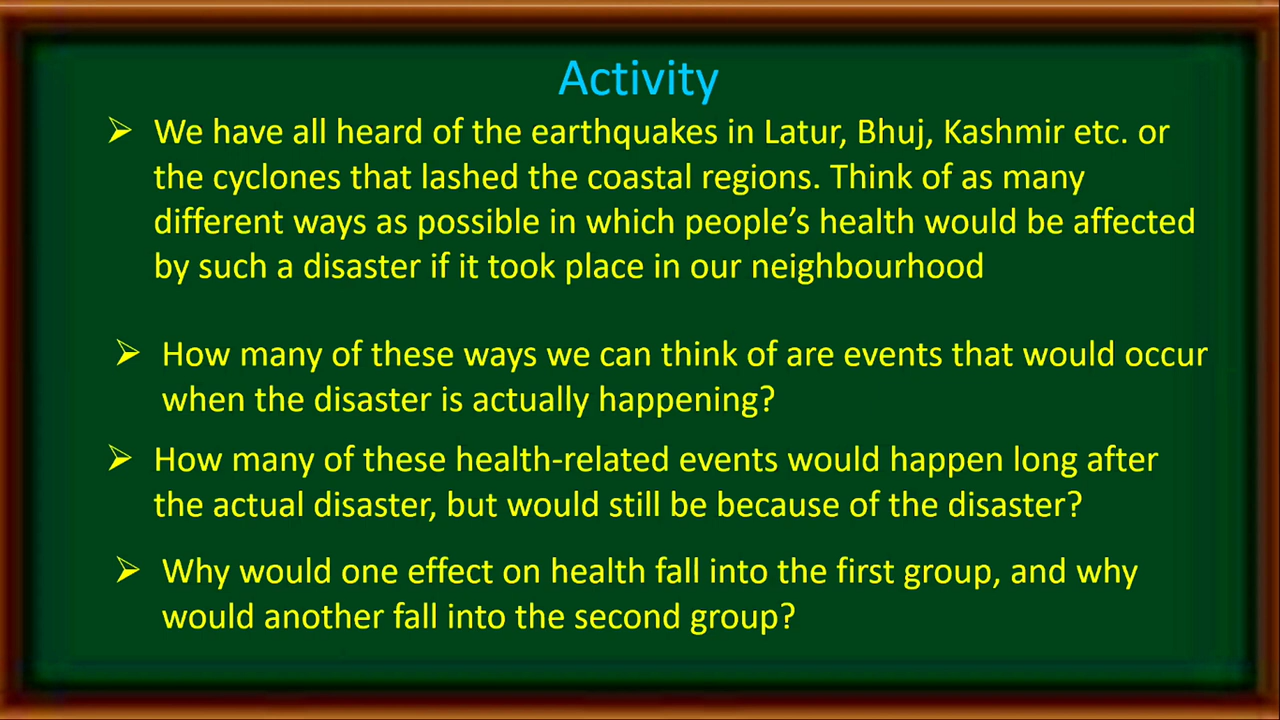 Activity
➢ We have all heard of the earthquakes in Latur, Bhuj, Kashmir etc. or
the cyclones that lashed the coastal regions. Think of as many
different ways as possible in which people’s health would be affected
by such a disaster if it took place in our neighbourhood
➢ How many of these ways we can think of are events that would occur
when the disaster is actually happening?
➢ How many of these health-related events would happen long after
the actual disaster, but would still be because of the disaster?
➢ Why would one effect on health fall into the first group, and why
would another fall into the second group?